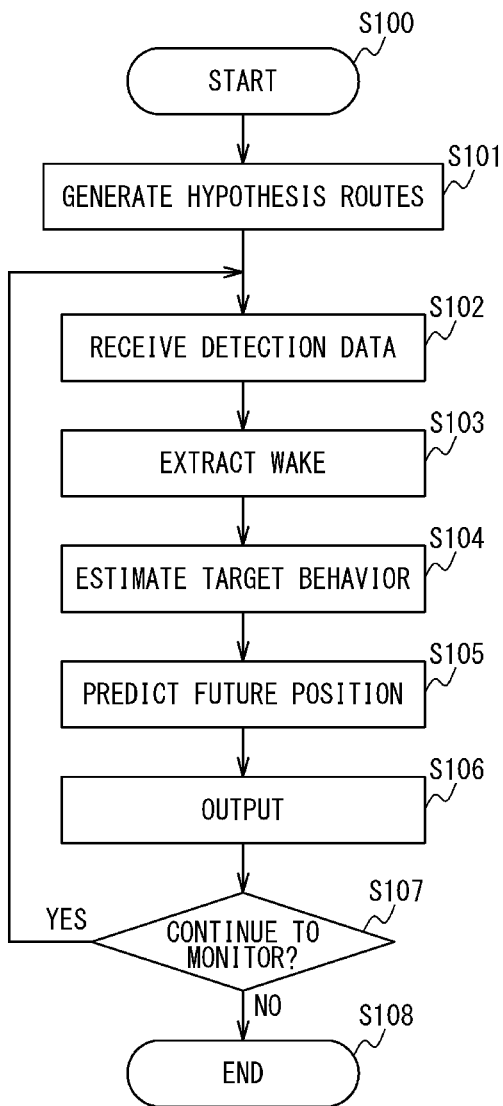 S100
START
S101
GENERATE HYPOTHESIS ROUTES
S102
RECEIVE DETECTION DATA
S103
EXTRACT WAKE
S104
ESTIMATE TARGET BEHAVIOR
S105
PREDICT FUTURE POSITION
S106
OUTPUT
S107
YES
CONTINUE TO
MONITOR?
NO
S108
END